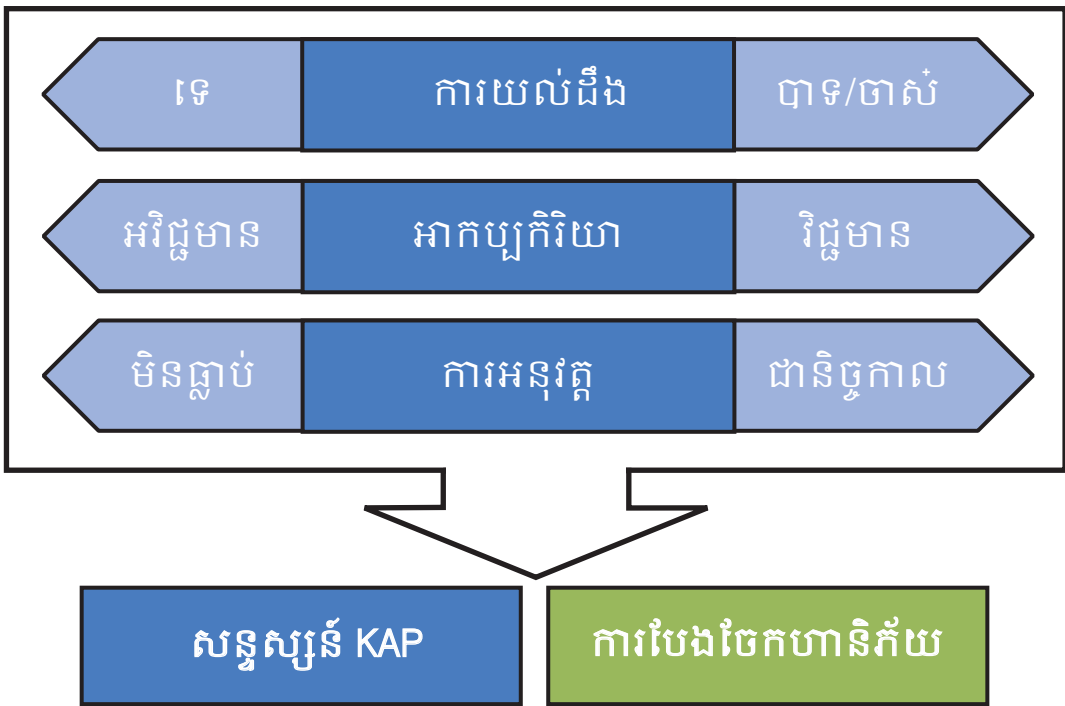 ទេ ការយល់ដឹង បាទ/ចាស៎
អវិជ្ជមាន អាកប្បកិរិយា វិជ្ជមាន
មិនធ្លាប់ ការអនុវត្ត ជានិច្ចកាល
សន្ទស្សន៍ KAP ការបែងចែកហានិភ័យ